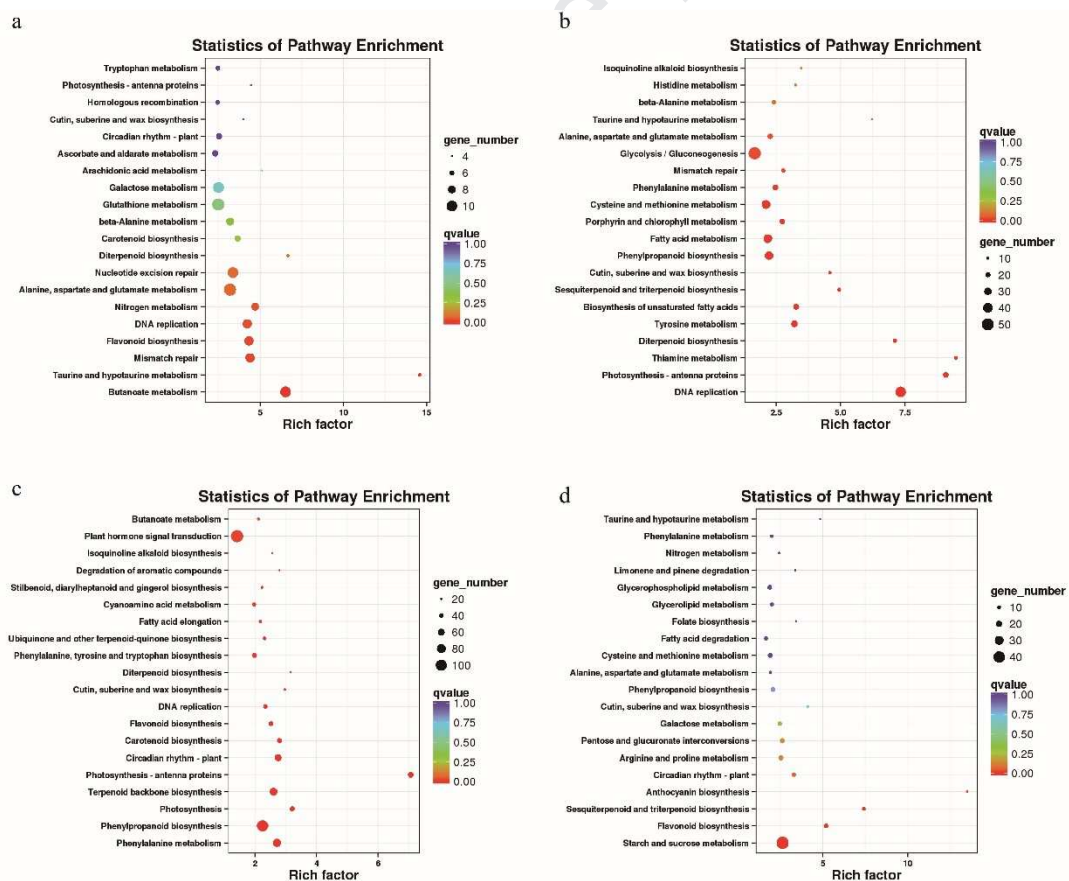 a
Statistics of Pathway Enrichment
Tryptophan metabolism
Photosynthesis - antenna proteins
Homologous recombination
Cutin, suberine and wax biosynthesis
Circadian rhythm - plant
Ascorbate and aldarate metabolism
Arachidonic acid metabolism
Galactose metabolism
Glutathione metabolism
beta-Alanine metabolism
Carotenoid biosynthesis
Diterpenoid biosynthesis
Nucleotide excision repair
Alanine, aspartate and glutamate metabolism
Nitrogen metabolism
DNA replication
Flavonoid biosynthesis
Mismatch repair
Taurine and hypotaurine metabolism
Butanoate metabolism
5 10 15
Rich factor
gene_number
4
6
8
10
qvalue
1.00
0.75
0.50
0.25
0.00
b
Statistics of Pathway Enrichment
Isoquinoline alkaloid biosynthesis
Histidine metabolism
beta-Alanine metabolism
Taurine and hypotaurine metabolism
Alanine, aspartate and glutamate metabolism
Glycolysis / Gluconeogenesis
Mismatch repair
Phenylalanine metabolism
Cysteine and methionine metabolism
Porphyrin and chlorophyll metabolism
Fatty acid metabolism
Phenylpropanoid biosynthesis
Cutin, suberine and wax biosynthesis
Sesquiterpenoid and triterpenoid biosynthesis
Biosynthesis of unsaturated fatty acids
Tyrosine metabolism
Diterpenoid biosynthesis
Thiamine metabolism
Photosynthesis - antenna proteins
DNA replication
2.5 5.0 7.5
Rich factor
qvalue
1.00
0.75
0.50
0.25
0.00
gene_number
10
20
30
40
50
c
Statistics of Pathway Enrichment
Butanoate metabolism
Plant hormone signal transduction
Isoquinoline alkaloid biosynthesis
Degradation of aromatic compounds
Stilbenoid, diarylheptanoid and gingerol biosynthesis
Cyanoamino acid metabolism
Fatty acid elongation
Ubiquinone and other terpenoid-quinone biosynthesis
Phenylalanine, tyrosine and tryptophan biosynthesis
Diterpenoid biosynthesis
Cutin, suberine and wax biosynthesis
DNA replication
Flavonoid biosynthesis
Carotenoid biosynthesis
Circadian rhythm - plant
Photosynthesis - antenna proteins
Terpenoid backbone biosynthesis
Photosynthesis
Phenylpropanoid biosynthesis
Phenylalanine metabolism
2 4 6
Rich factor
gene_number
20
40
60
80
100
qvalue
1.00
0.75
0.50
0.25
0.00
d
Statistics of Pathway Enrichment
Taurine and hypotaurine metabolism
Phenylalanine metabolism
Nitrogen metabolism
Limonene and pinene degradation
Glycerophospholipid metabolism
Glycerolipid metabolism
Folate biosynthesis
Fatty acid degradation
Cysteine and methionine metabolism
Alanine, aspartate and glutamate metabolism
Phenylpropanoid biosynthesis
Cutin, suberine and wax biosynthesis
Galactose metabolism
Pentose and glucuronate interconversions
Arginine and proline metabolism
Circadian rhythm - plant
Anthocyanin biosynthesis
Sesquiterpenoid and triterpenoid biosynthesis
Flavonoid biosynthesis
Starch and sucrose metabolism
5 10
Rich factor
gene_number
10
20
30
40
qvalue
1.00
0.75
0.50
0.25
0.00